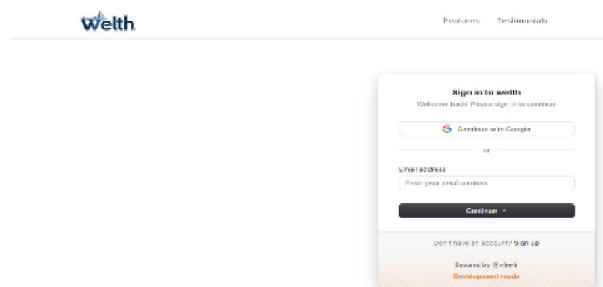 Welth
Features Testimonials
Sign in to welth
Welcome back! Please sign in to continue
Continue with Google
or
Email address
Enter your email address
Continue
Don't have an account? Sign up
Secured by clerk
Development mode